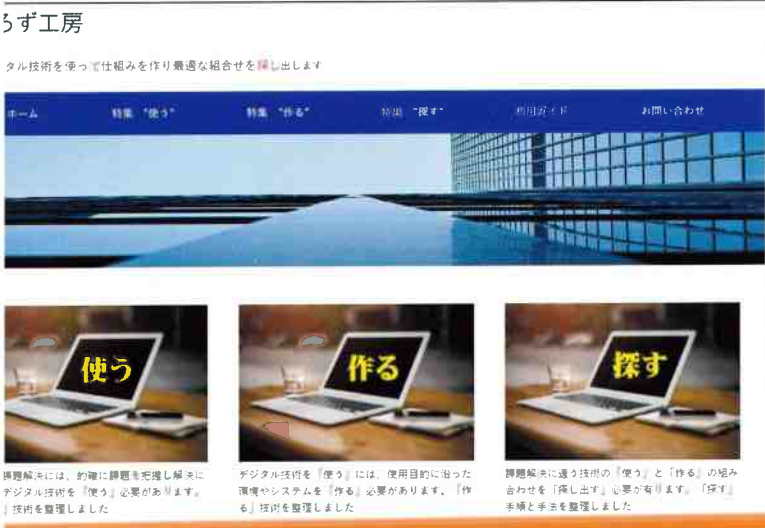 るず工房
タル技術を使って仕組みを作り最適な組合せを探し出します
ホーム 特集 “使う” 特集 “作る” 特集 “探す” 利用ガイド お問い合わせ
使う 作る 探す
課題解決には、的確に課題を把握し解決に
デジタル技術を「使う」必要があります。
」技術を整理しました
デジタル技術を「使う」には、使用目的に沿った
環境やシステムを「作る」必要があります。「作
る」技術を整理しました
課題解決に適う技術の「使う」と「作る」の組み
合わせを「探し出す」必要が有ります。「探す」
手順と手法を整理しました